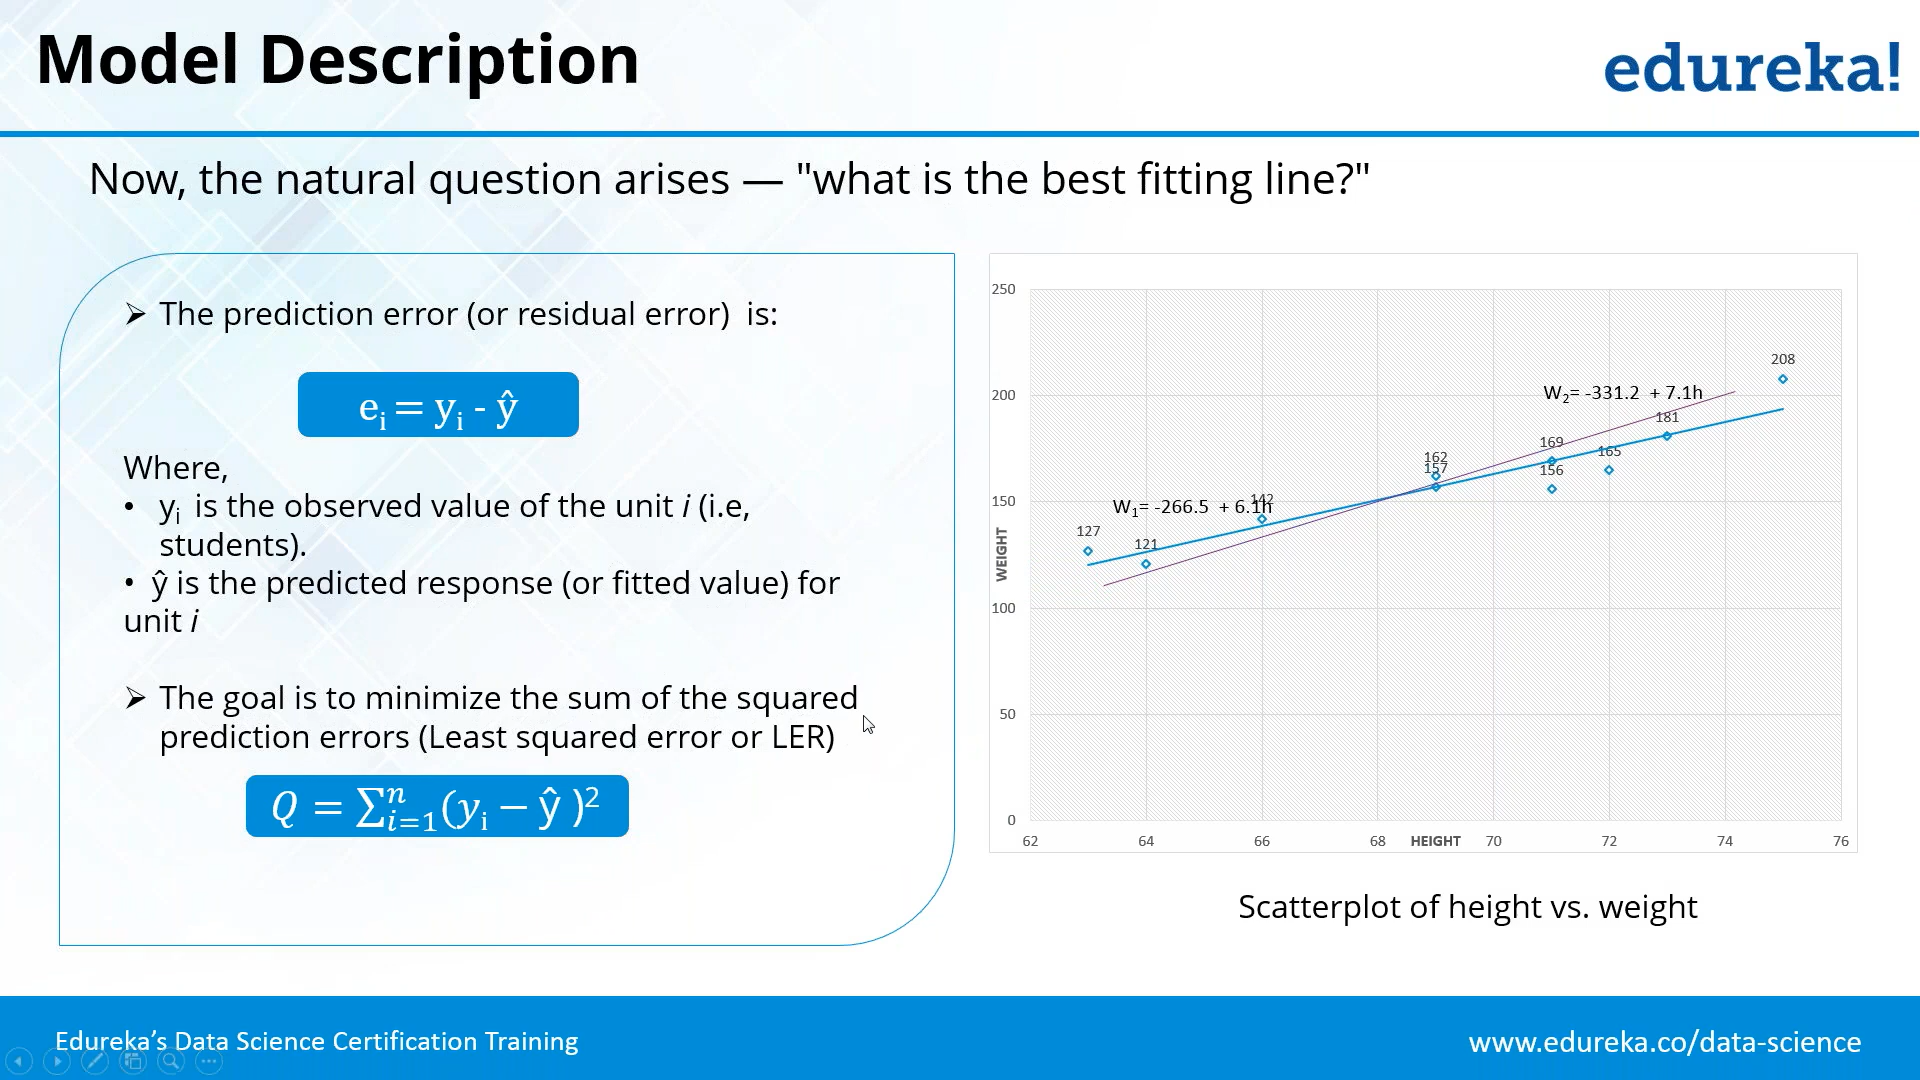 Model Description
edureka!
Now, the natural question arises — "what is the best fitting line?"
➢ The prediction error (or residual error)  is:
eᵢ = yᵢ - ŷ
Where,
• yᵢ is the observed value of the unit i (i.e,
students).
• ŷ is the predicted response (or fitted value) for
unit i
➢ The goal is to minimize the sum of the squared
prediction errors (Least squared error or LER)
Q = ∑ⁿᵢ₌₁(yᵢ − ŷ )²
250
208
200
W₂= -331.2 + 7.1h
181
169
162
165
157
156
150
142
W₁= -266.5 + 6.1h
127
121
WEIGHT
100
50
0
62 64 66 68 HEIGHT 70 72 74 76
Scatterplot of height vs. weight
Edureka’s Data Science Certification Training
www.edureka.co/data-science